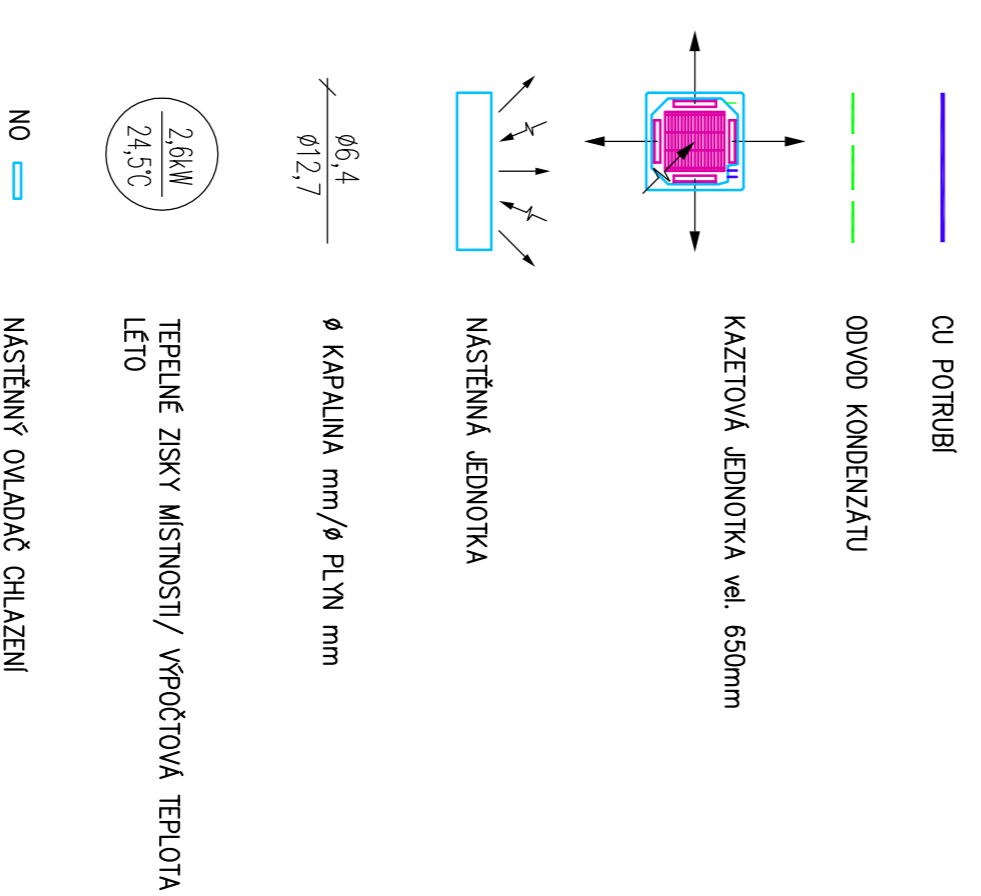 CU POTRUBÍ
ODVOD KONDENZÁTU
KAZETOVÁ JEDNOTKA vel. 650mm
NÁSTĚNNÁ JEDNOTKA
Ø6,4
Ø12,7
Ø KAPALINA mm/Ø PLYN mm
2,6kW
24,5°C
TEPELNÉ ZISKY MÍSTNOSTI/ VÝPOČTOVÁ TEPLOTA
LÉTO
NO
NÁSTĚNNÝ OVLADAČ CHLAZENÍ